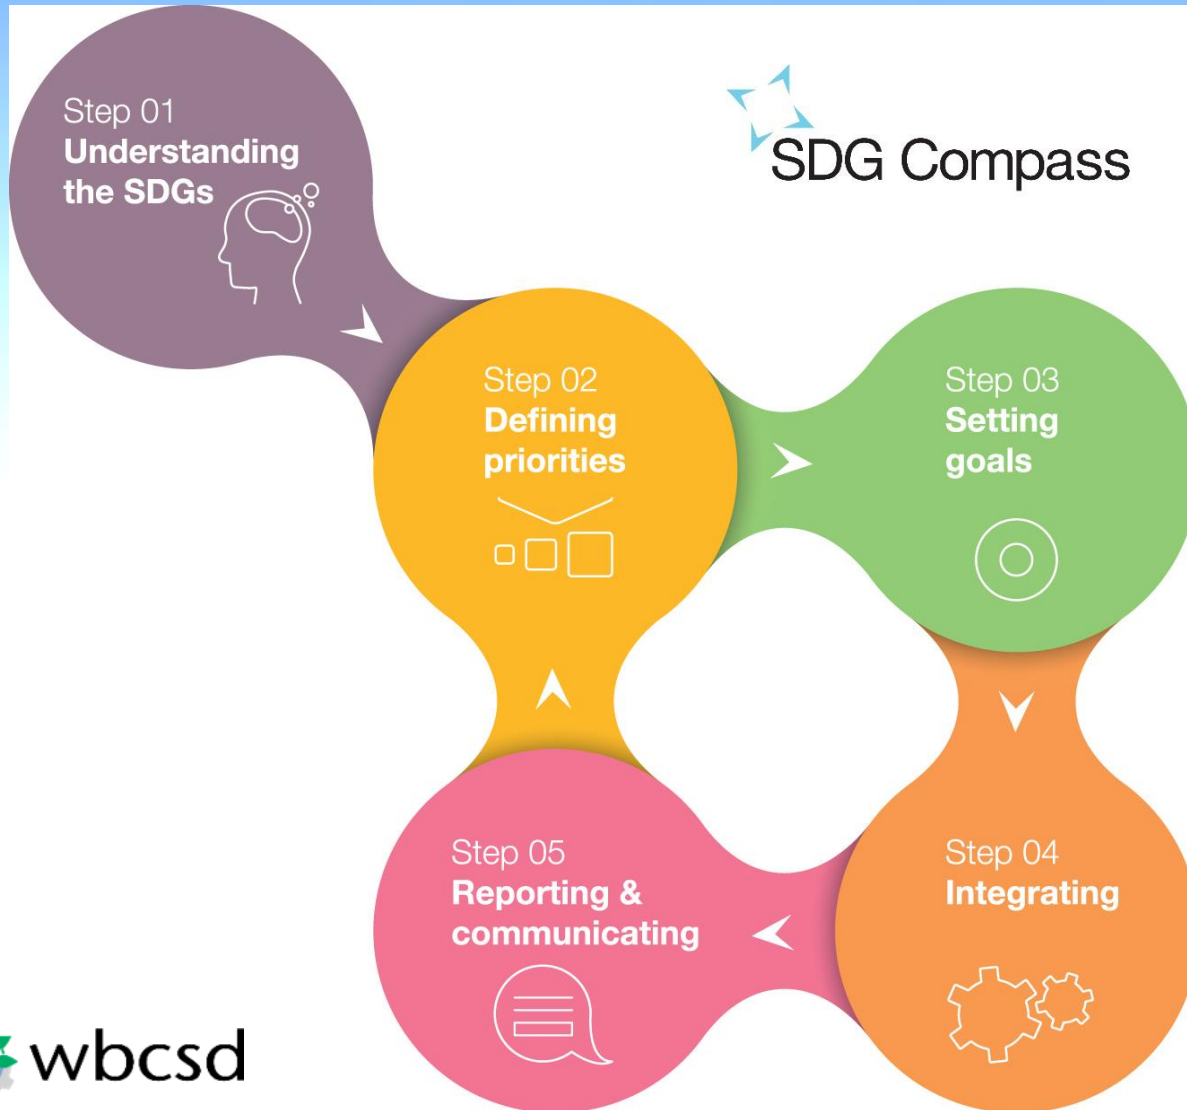 Step 01
Understanding
the SDGs
SDG Compass
Step 02
Defining
priorities
Step 03
Setting
goals
Step 05
Reporting &
communicating
Step 04
Integrating
wbcsd